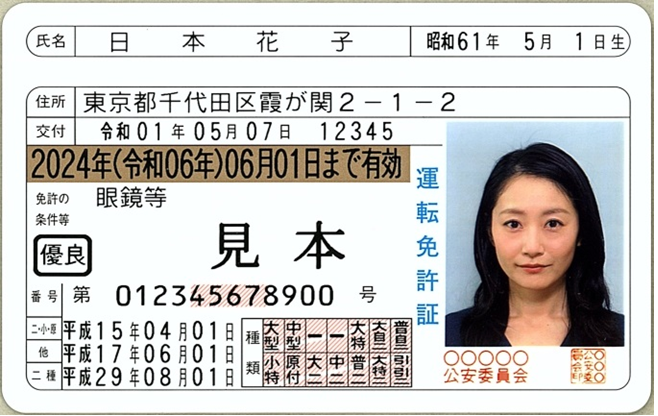 氏名 日本花子 昭和61年 5月 1日生
住所 東京都千代田区霞が関2-1-2
交付 令和01年05月07日 12345
2024年(令和06年)06月01日まで有効
免許の
条件等
眼鏡等
見本
優良
番号 第 012345678900 号
二・小・原 平成15年04月01日
他 平成17年06月01日
二種 平成29年08月01日
種類
大型 中型 一 一 大特 大自二 普自二
小特 原付 大二 中二 普二 大特二 引引二
運転免許証
○○○○○
公安委員会